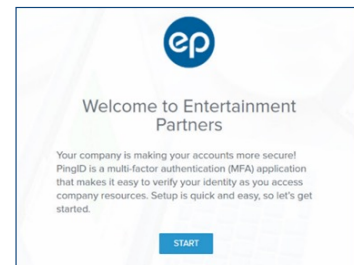 ep
Welcome to Entertainment
Partners
Your company is making your accounts more secure!
PingID is a multi-factor authentication (MFA) application
that makes it easy to verify your identity as you access
company resources. Setup is quick and easy, so let's get
started.
START